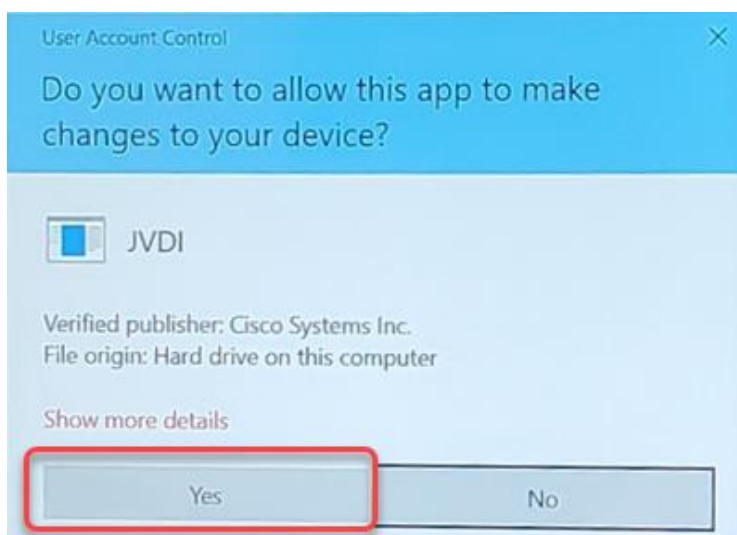 User Account Control
Do you want to allow this app to make
changes to your device?
JVDI
Verified publisher: Cisco Systems Inc.
File origin: Hard drive on this computer
Show more details
Yes
No